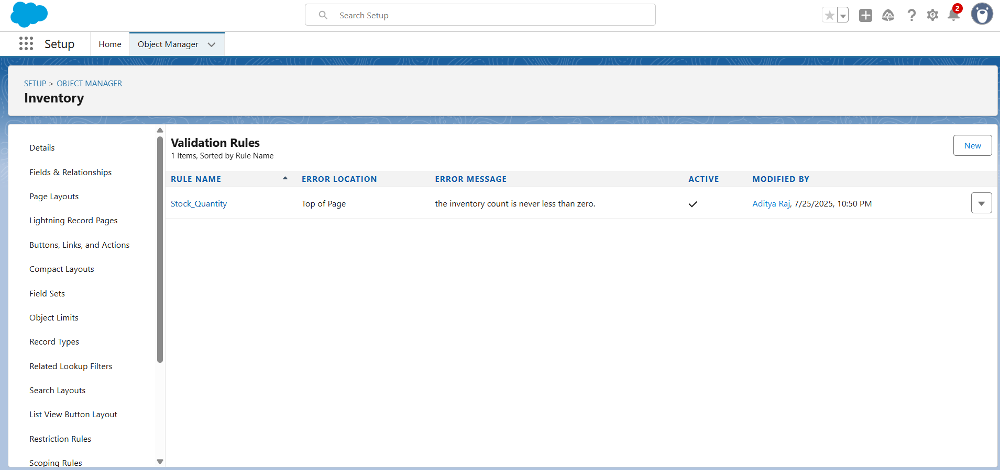 Search Setup
2
Setup
Home
Object Manager
SETUP > OBJECT MANAGER
Inventory
Details
Fields & Relationships
Page Layouts
Lightning Record Pages
Buttons, Links, and Actions
Compact Layouts
Field Sets
Object Limits
Record Types
Related Lookup Filters
Search Layouts
List View Button Layout
Restriction Rules
Scoping Rules
Validation Rules
1 Items, Sorted by Rule Name
New
RULE NAME ERROR LOCATION ERROR MESSAGE ACTIVE MODIFIED BY
Stock_Quantity Top of Page the inventory count is never less than zero. Aditya Raj, 7/25/2025, 10:50 PM